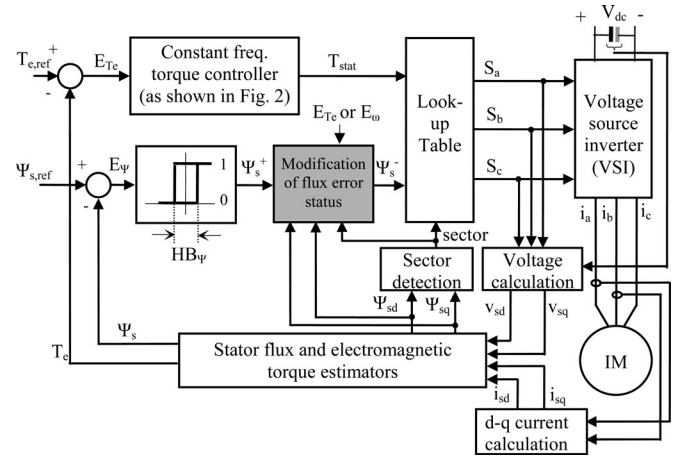 + V_dc -
T_e,ref + E_Te
-
Constant freq.
torque controller
(as shown in Fig. 2)
T_stat
Look-
up
Table
S_a
S_b
S_c
Voltage
source
inverter
(VSI)
E_Te or E_ω
Ψ_s,ref + E_Ψ
-
1
0
HB_Ψ
Ψ_s^+
Modification
of flux error
status
Ψ_s^-
i_a i_b i_c
sector
Sector
detection
Voltage
calculation
Ψ_sd Ψ_sq
v_sd v_sq
Ψ_s
T_e
Stator flux and electromagnetic
torque estimators
IM
i_sd i_sq
d-q current
calculation